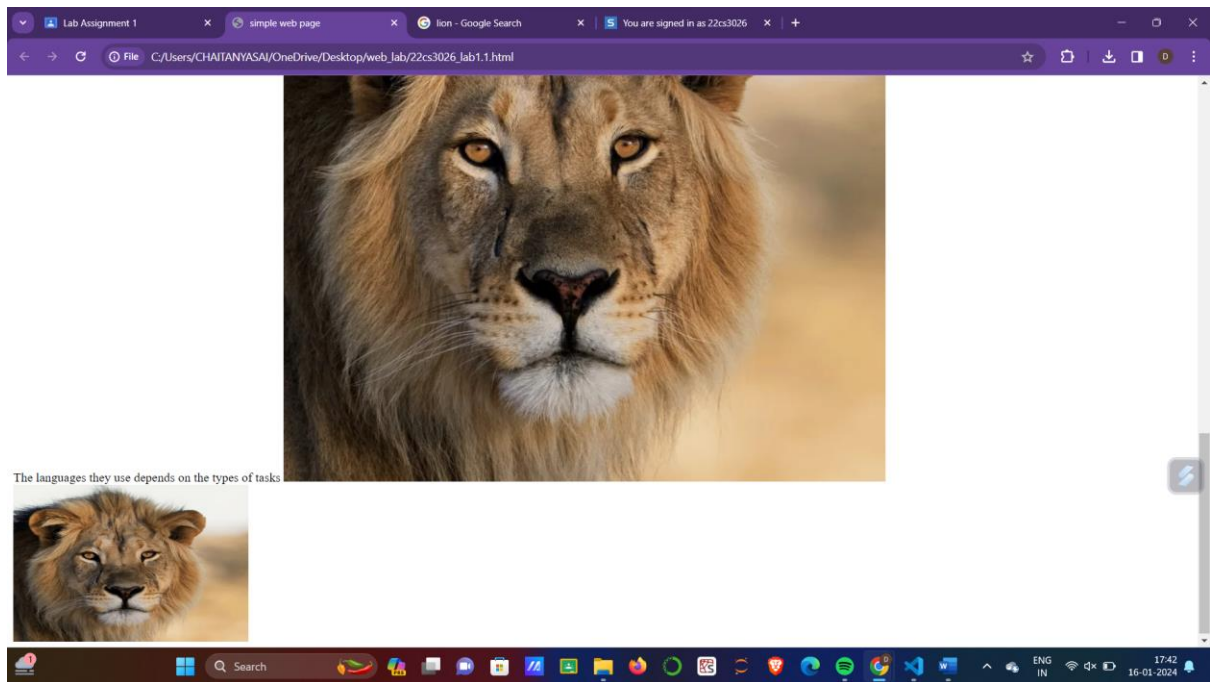 Lab Assignment 1
simple web page
lion - Google Search
You are signed in as 22cs3026
File C:/Users/CHAITANYASAI/OneDrive/Desktop/web_lab/22cs3026_lab1.1.html
D
The languages they use depends on the types of tasks
1
Search
ENG
IN
17:42
16-01-2024